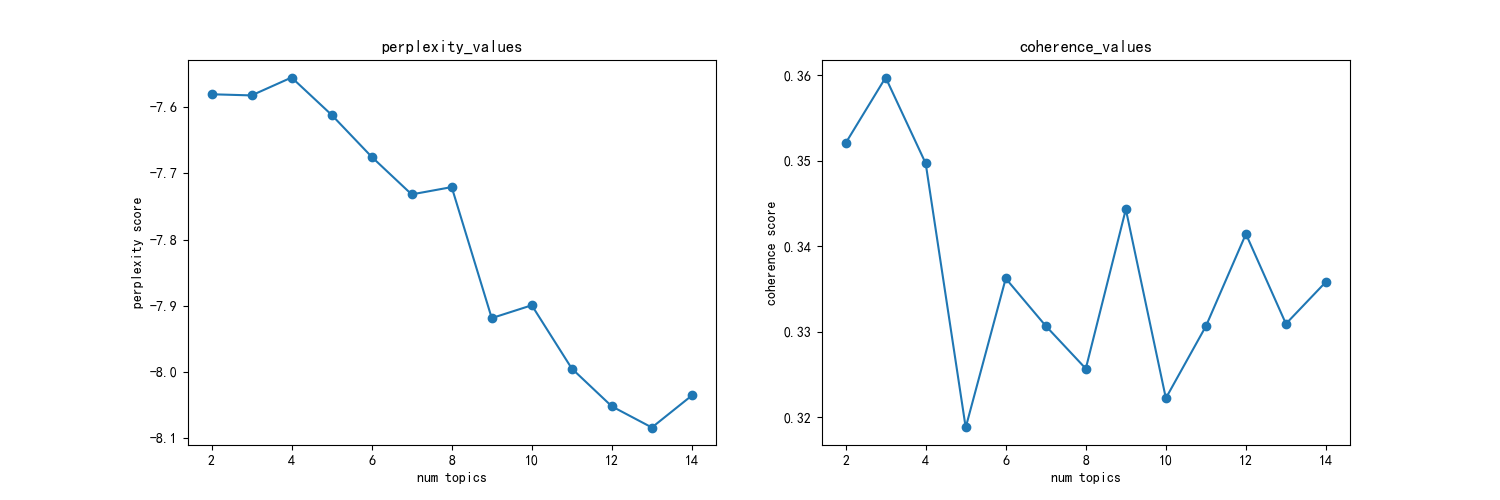 perplexity_values
perplexity score
-7.6
-7.7
-7.8
-7.9
-8.0
-8.1
2 4 6 8 10 12 14
num topics
coherence_values
coherence score
0.36
0.35
0.34
0.33
0.32
2 4 6 8 10 12 14
num topics